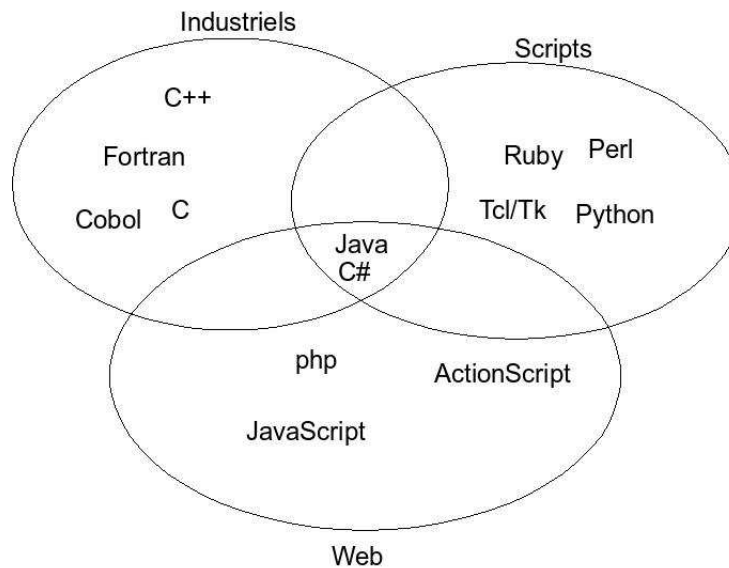 Industriels
Scripts
C++
Fortran
Ruby Perl
Cobol C
Tcl/Tk Python
Java
C#
php
ActionScript
JavaScript
Web